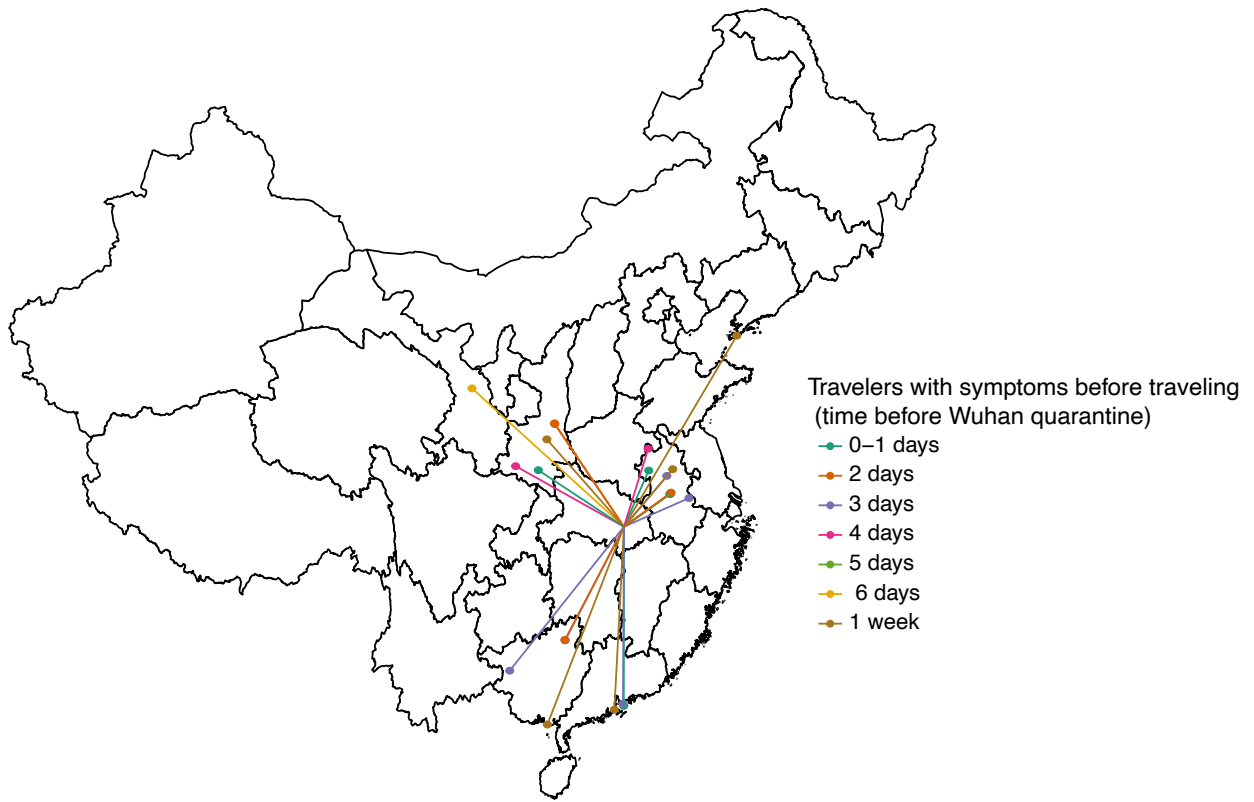 Travelers with symptoms before traveling
(time before Wuhan quarantine)
0–1 days
2 days
3 days
4 days
5 days
6 days
1 week